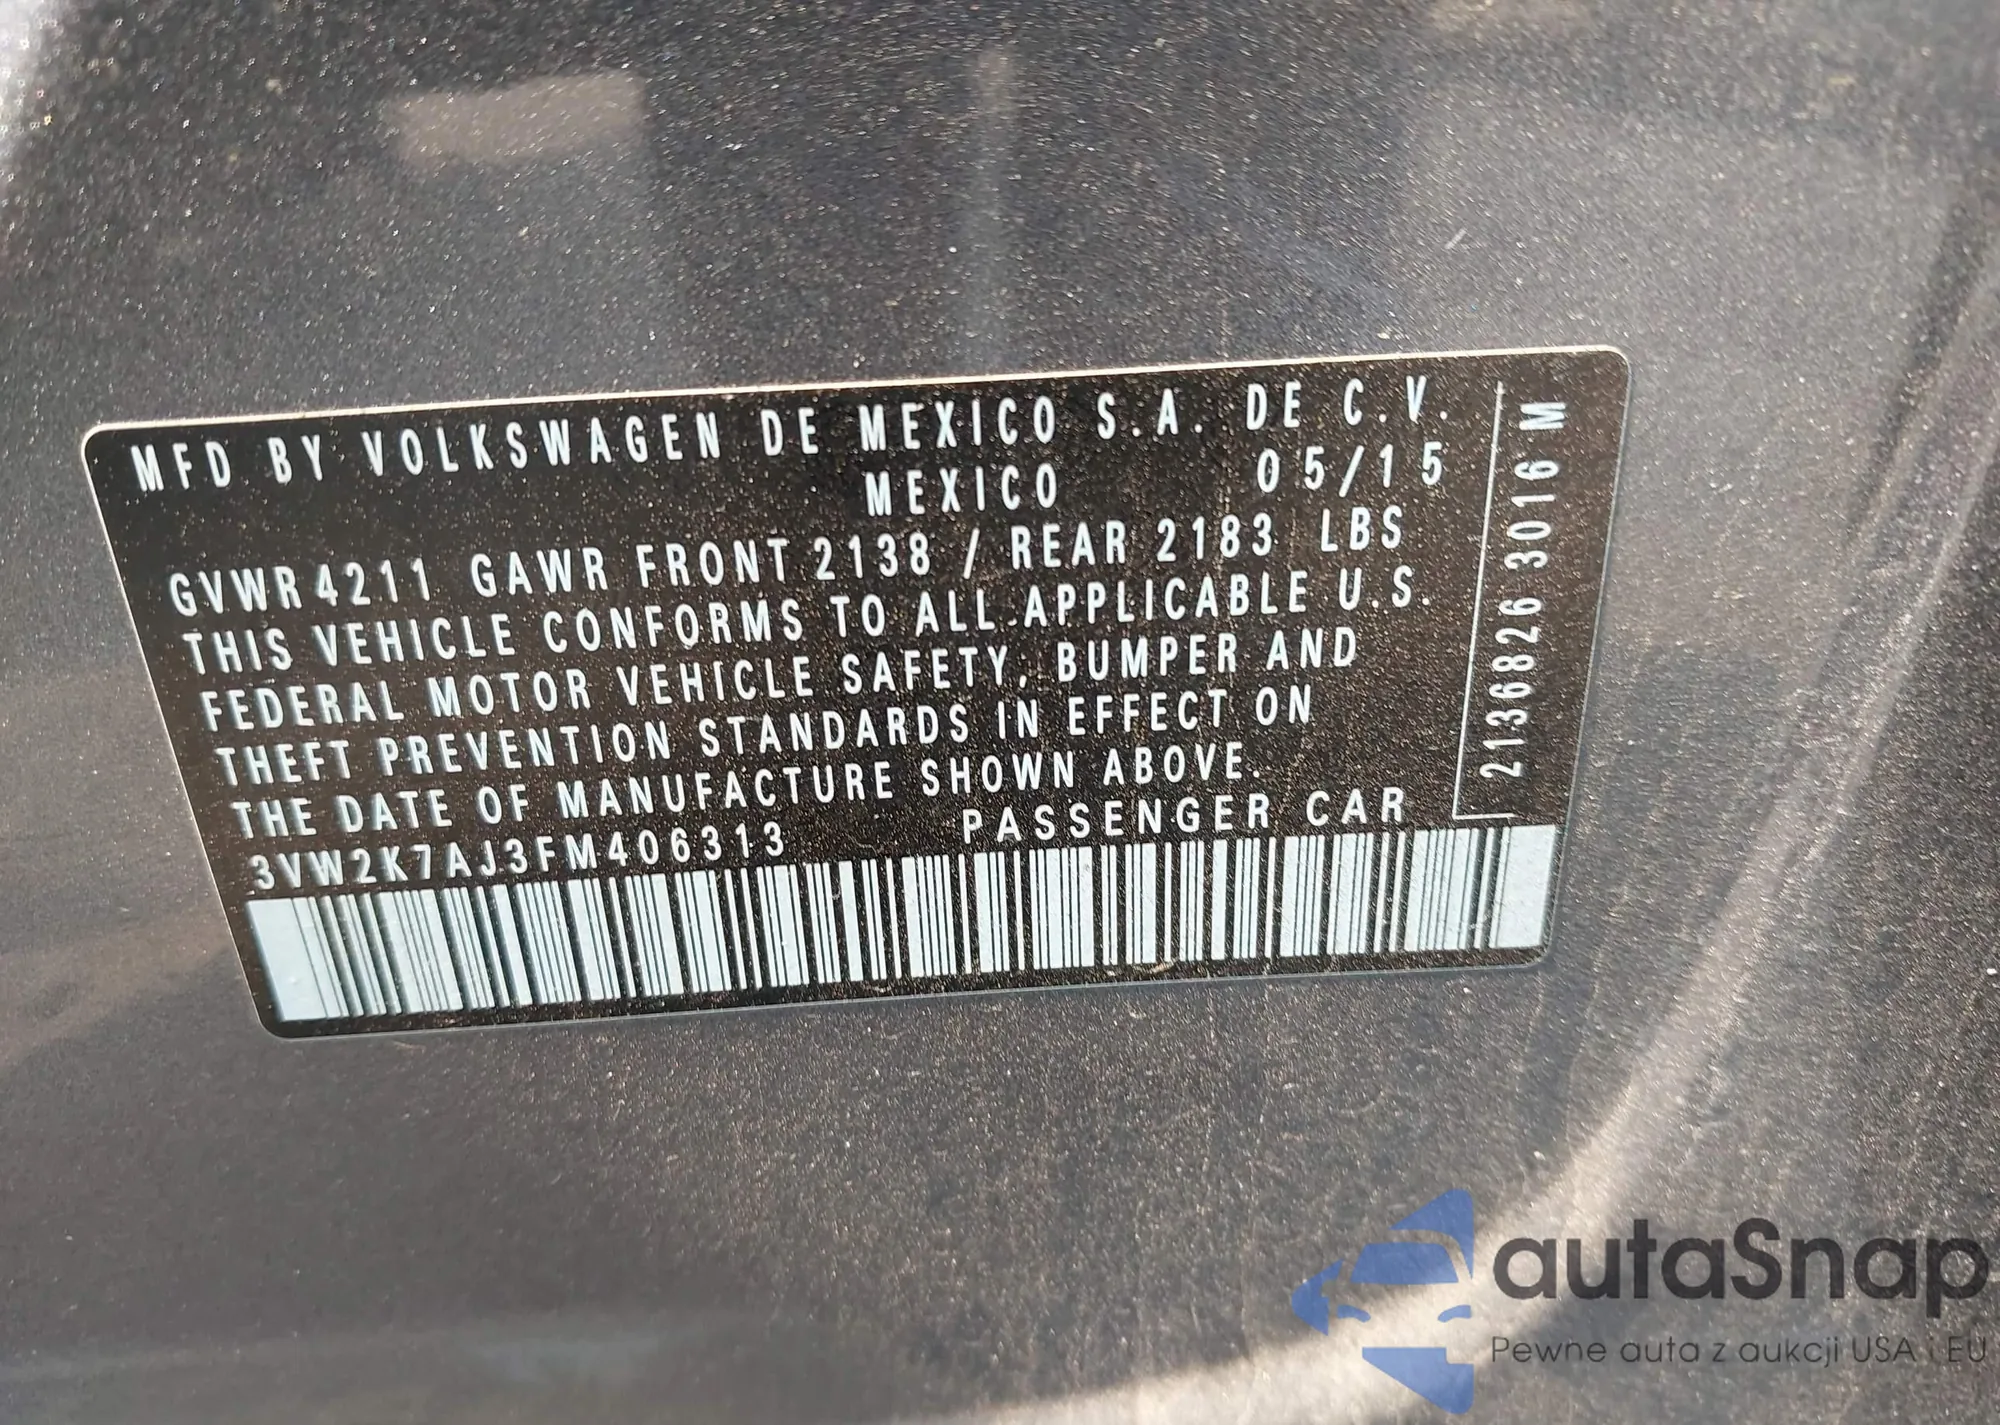 MFD BY VOLKSWAGEN DE MEXICO S.A. DE C.V.
MEXICO 05/15
GVWR 4211 GAWR FRONT 2138 / REAR 2183 LBS
THIS VEHICLE CONFORMS TO ALL APPLICABLE U.S.
FEDERAL MOTOR VEHICLE SAFETY, BUMPER AND
THEFT PREVENTION STANDARDS IN EFFECT ON
THE DATE OF MANUFACTURE SHOWN ABOVE.
3VW2K7AJ3FM406313 PASSENGER CAR
2136826 3016 M
autaSnap
Pewne auta z aukcji USA i EU